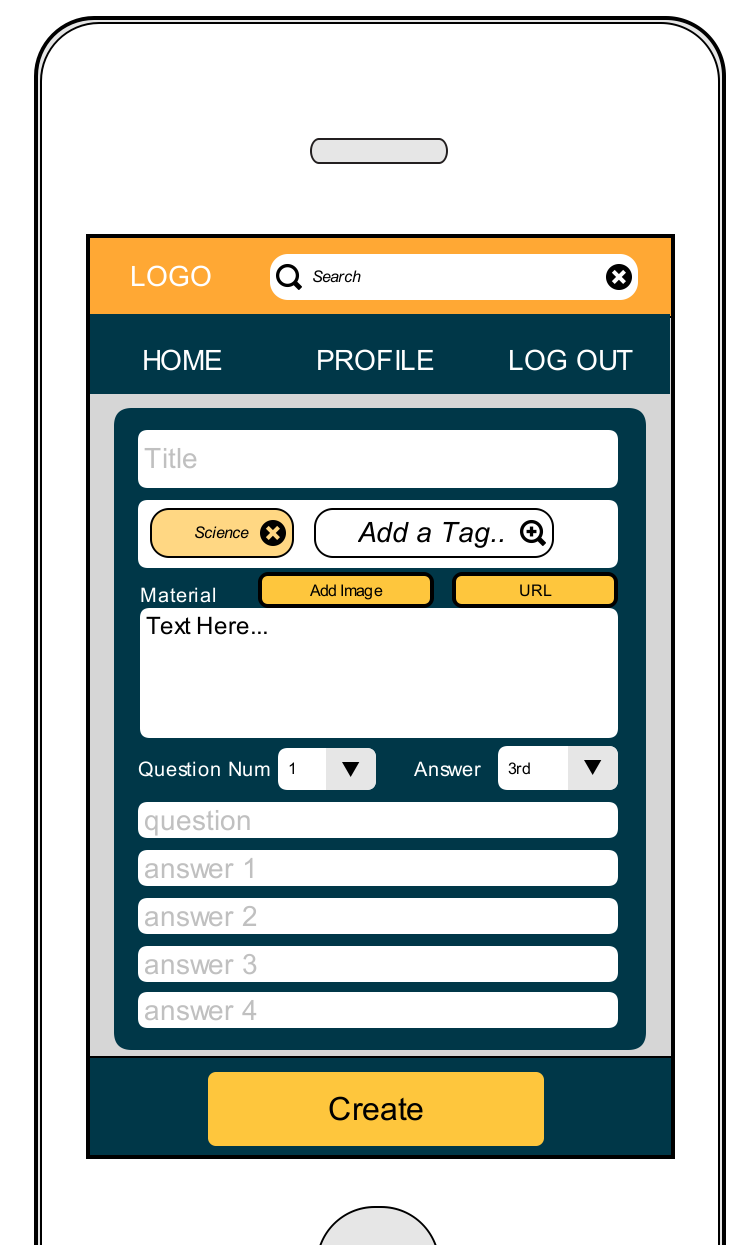 LOGO Search
HOME PROFILE LOG OUT
Title
Science Add a Tag..
Material Add Image URL
Text Here...
Question Num 1 Answer 3rd
question
answer 1
answer 2
answer 3
answer 4
Create